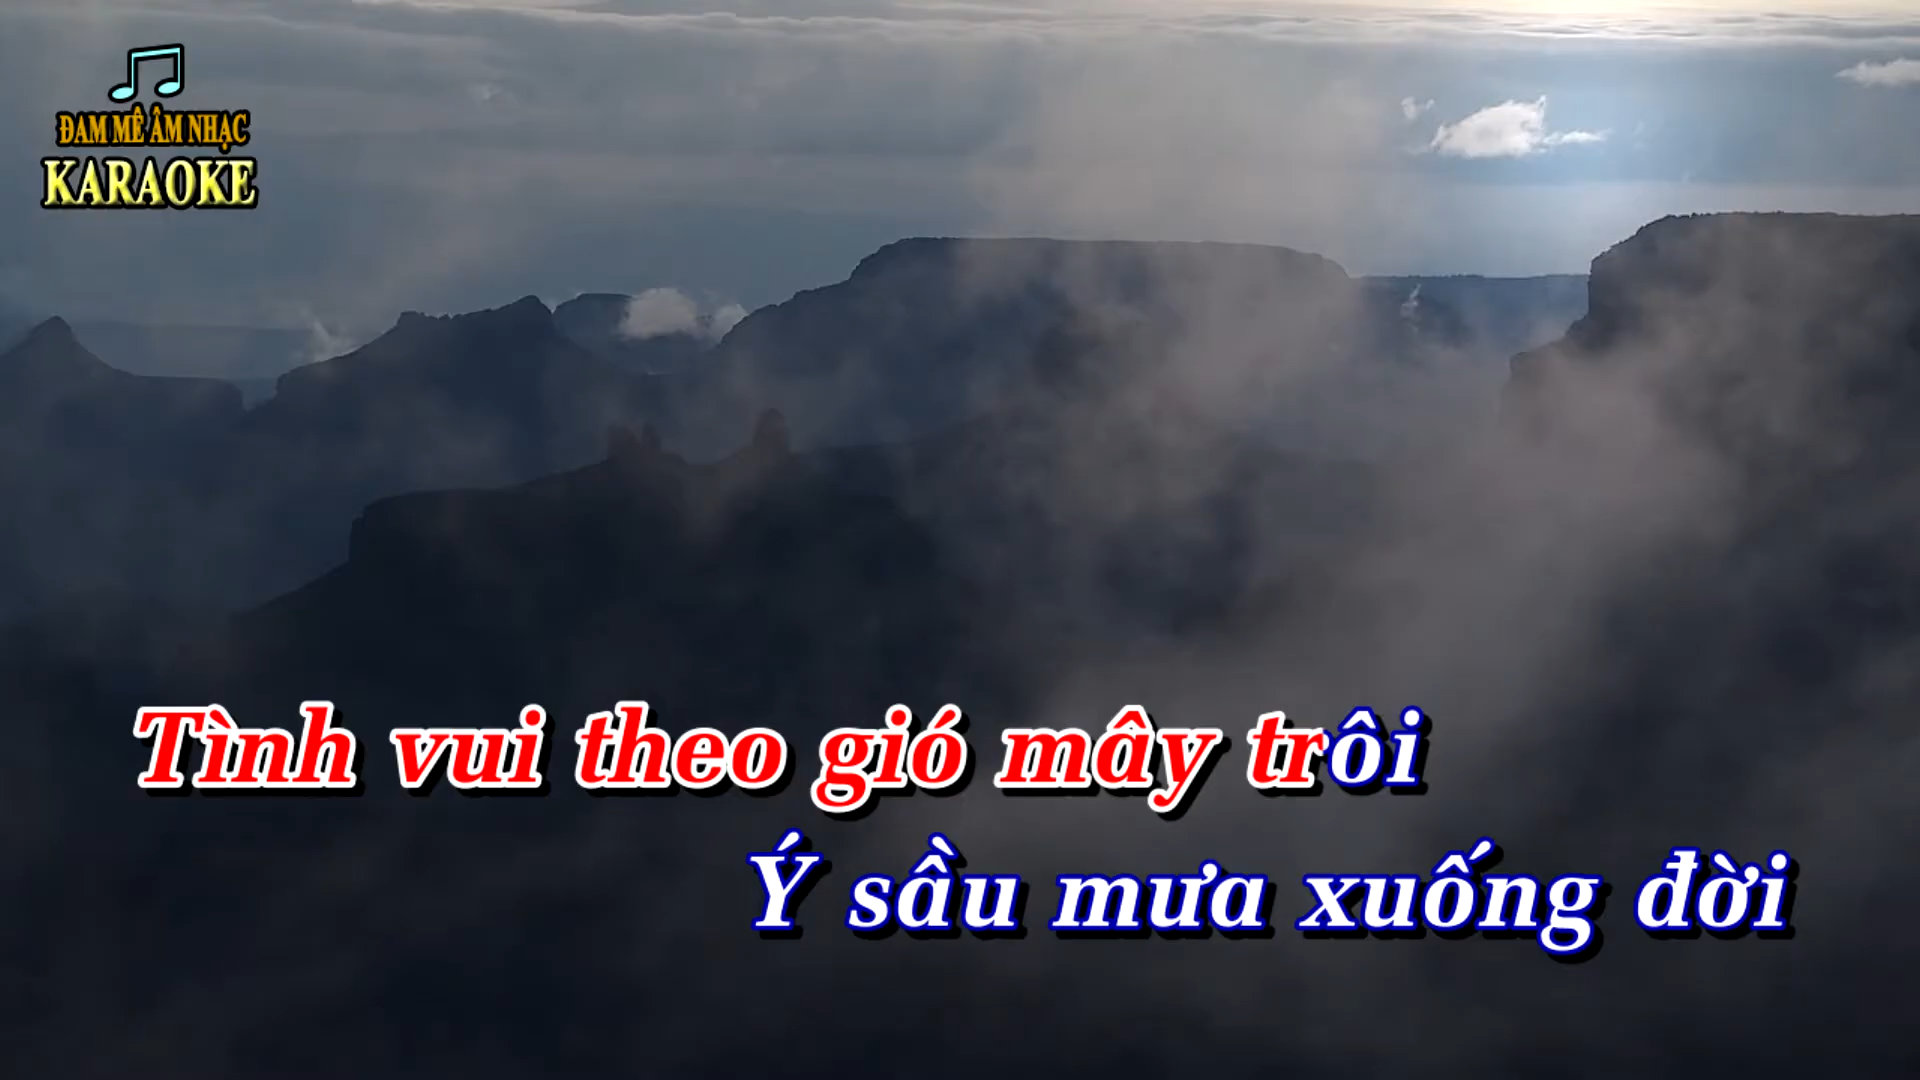 ĐAM MÊ ÂM NHẠC
KARAOKE
Tình vui theo gió mây trôi
Ý sầu mưa xuống đời